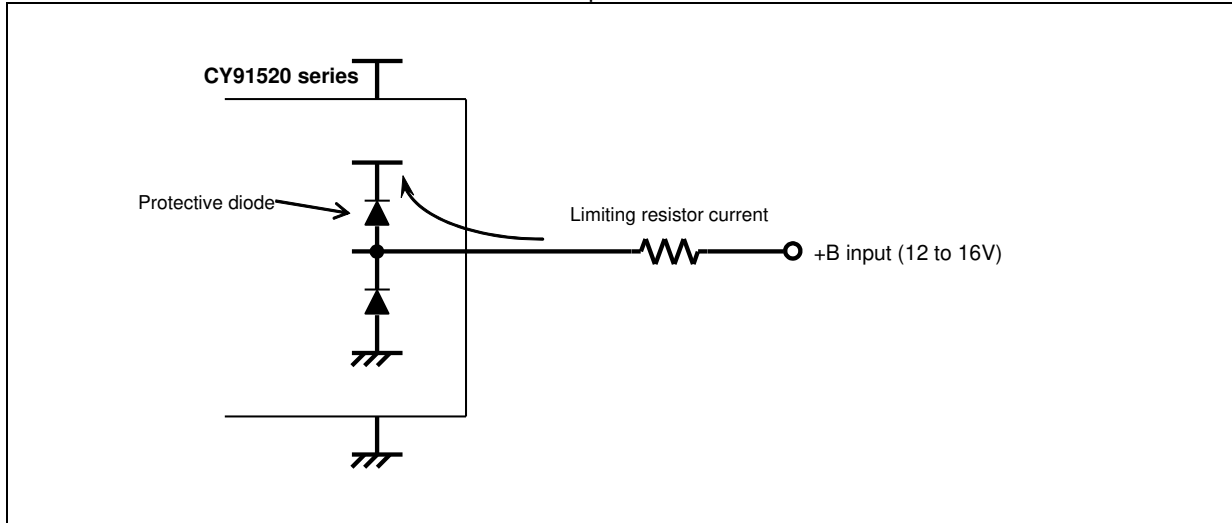 CY91520 series
Protective diode
Limiting resistor current
+B input (12 to 16V)